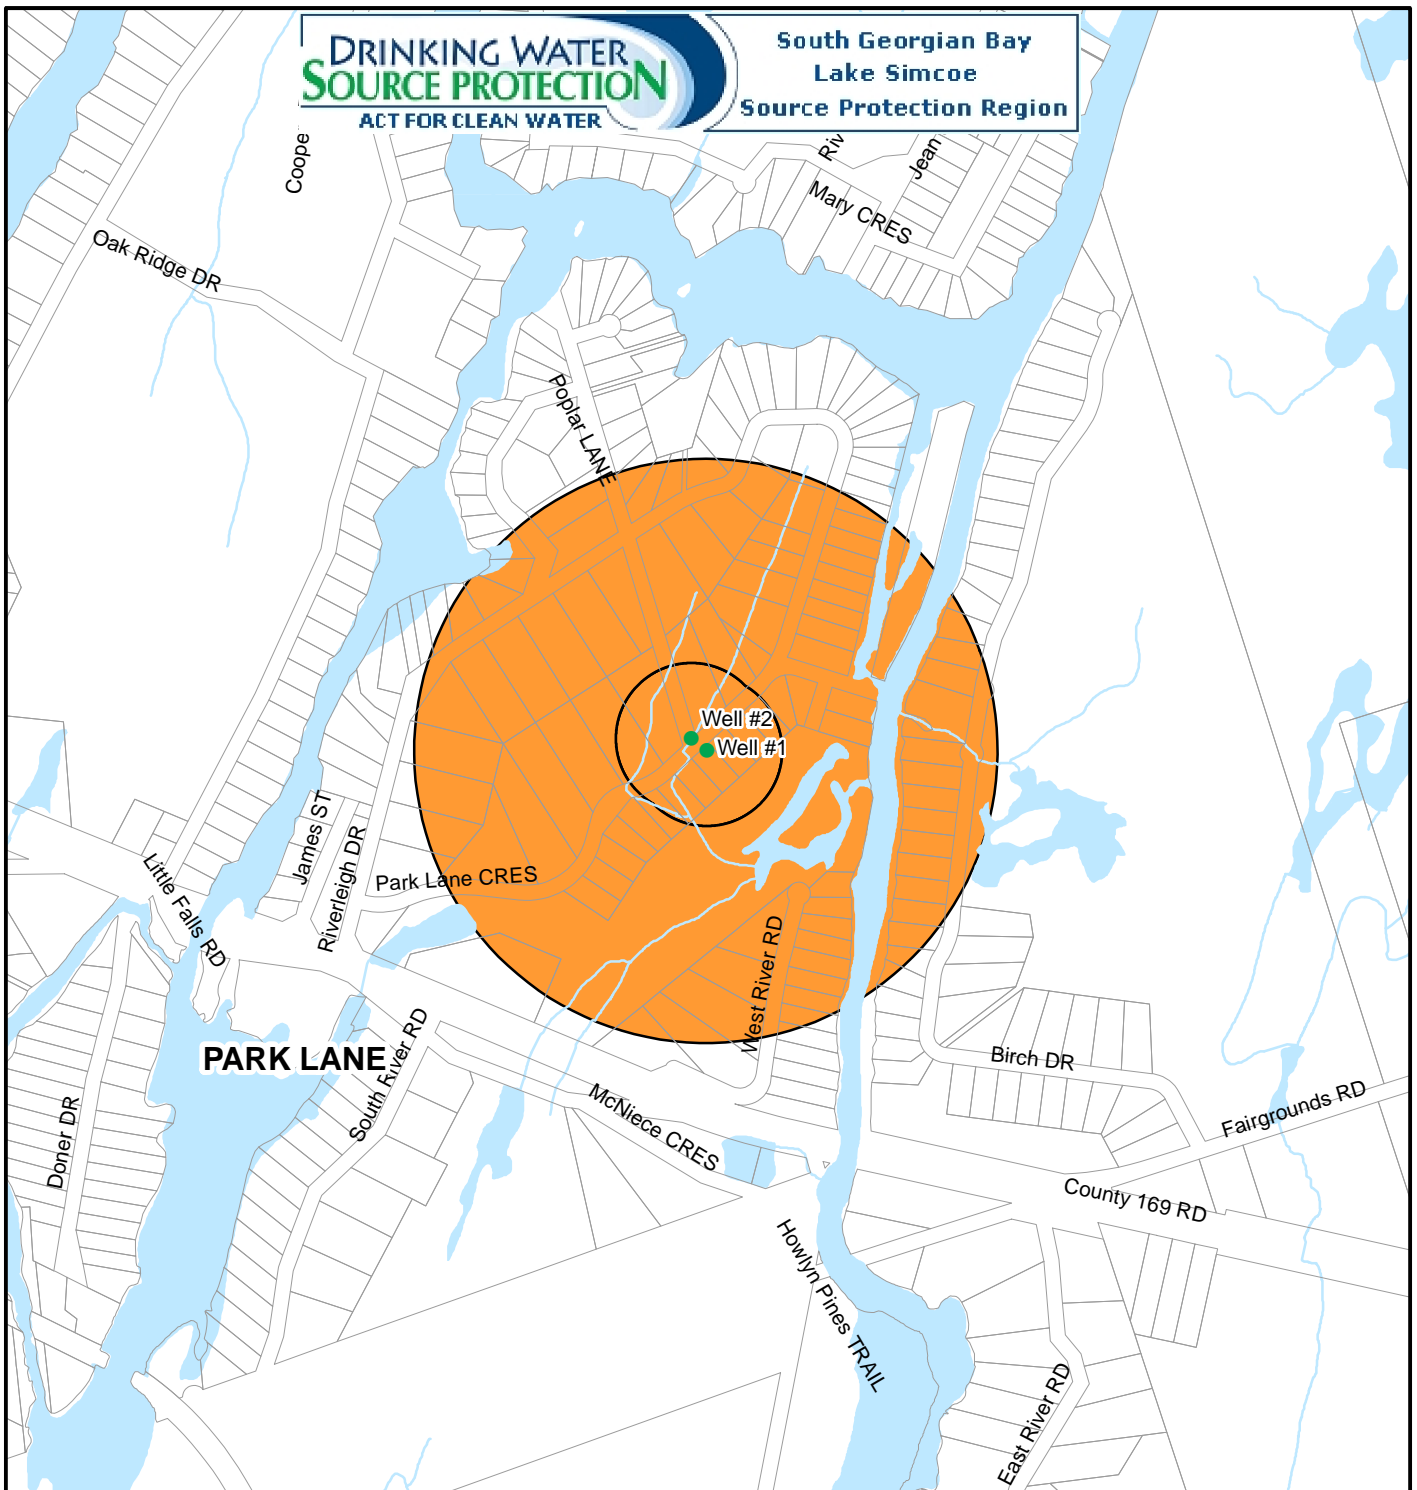 DRINKING WATER
SOURCE PROTECTION
ACT FOR CLEAN WATER
South Georgian Bay
Lake Simcoe
Source Protection Region
Coope
Riv
Jean
Mary CRES
Oak Ridge DR
Poplar LANE
Well #2
Well #1
James ST
Riverleigh DR
Park Lane CRES
Little Falls RD
West River RD
PARK LANE
South River RD
Birch DR
Doner DR
McNiece CRES
Fairgrounds RD
County 169 RD
Howlyn Pines TRAIL
East River RD